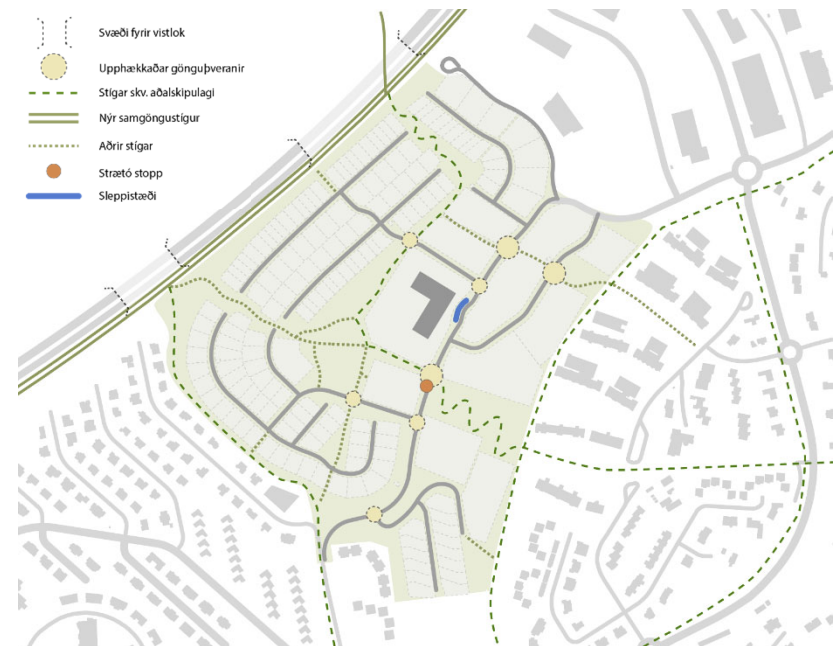 Svæði fyrir vistlok
Upphækkaðar gönguþveranir
Stígar skv. aðalskipulagi
Nýr samgöngustígur
Aðrir stígar
Strætó stopp
Sleppistæði